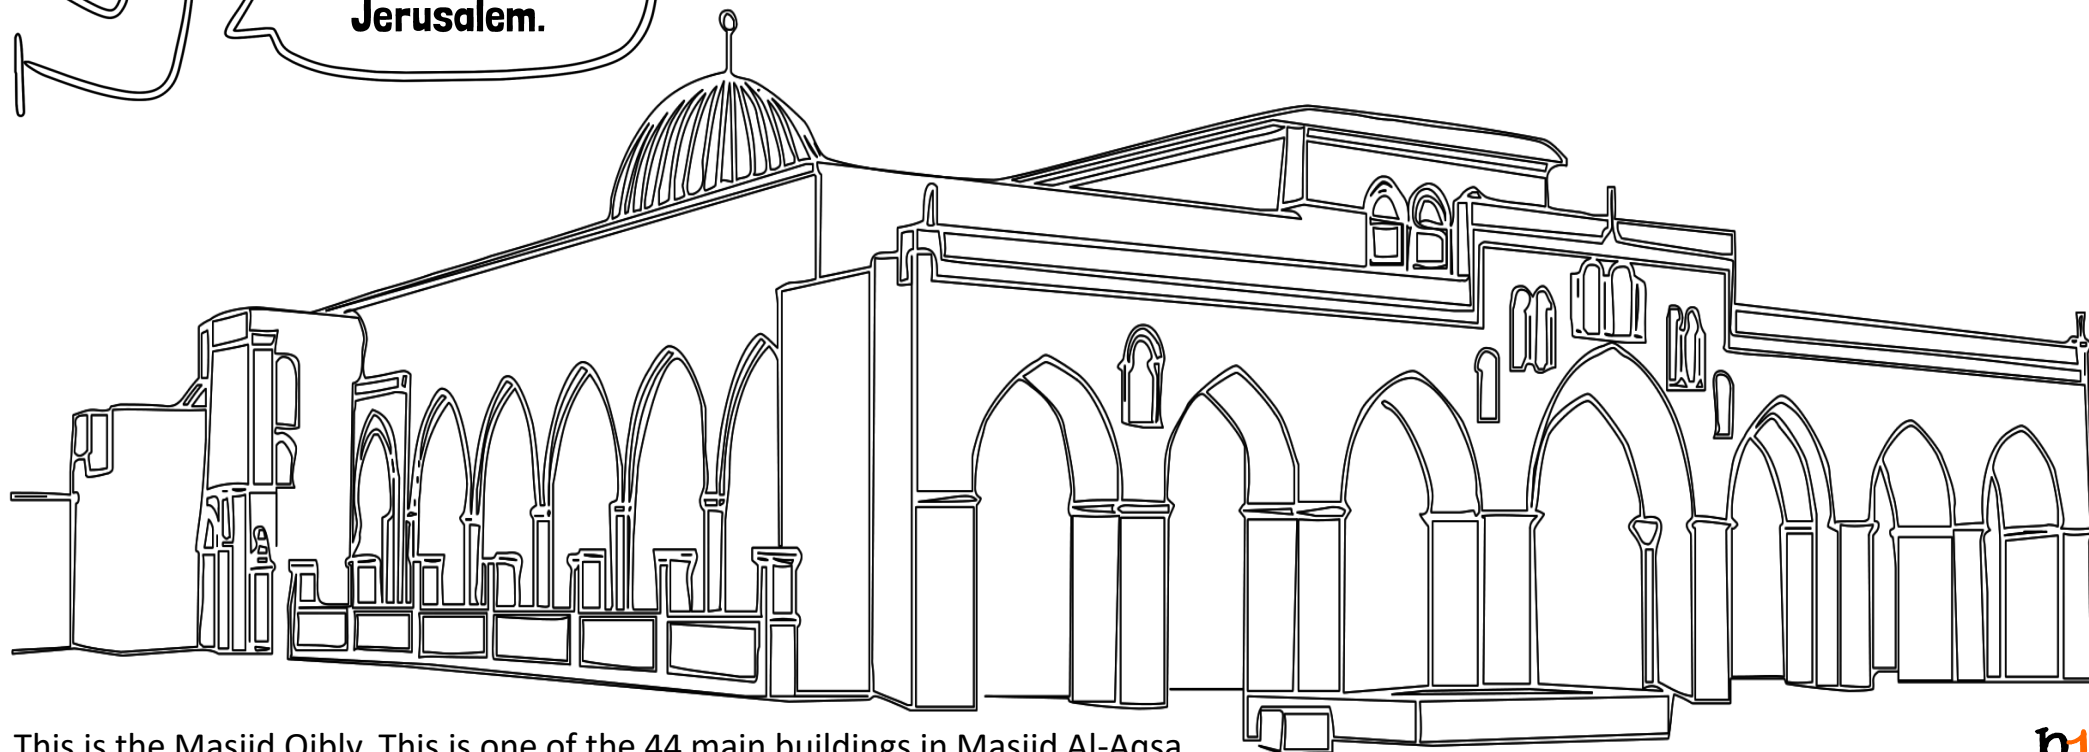 Jerusalem.
This is the Masjid Qibly. This is one of the 44 main buildings in Masjid Al-Aqsa